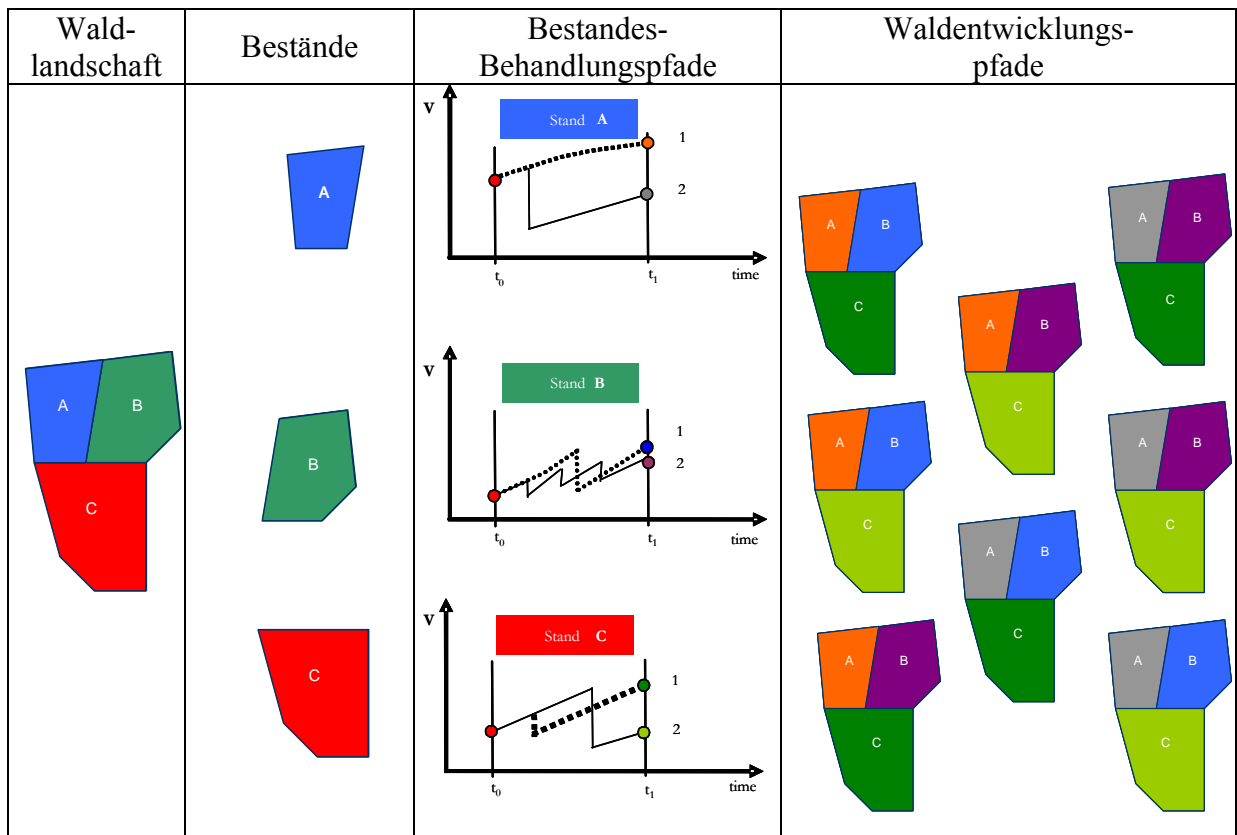 Wald-
landschaft
Bestände
Bestandes-
Behandlungspfade
Waldentwicklungs-
pfade
A
B
C
A
B
C
v
Stand A
1
2
t0
t1
time
v
Stand B
1
2
t0
t1
time
v
Stand C
1
2
t0
t1
time
A
B
C
A
B
C
A
B
C
A
B
C
A
B
C
A
B
C
A
B
C
A
B
C